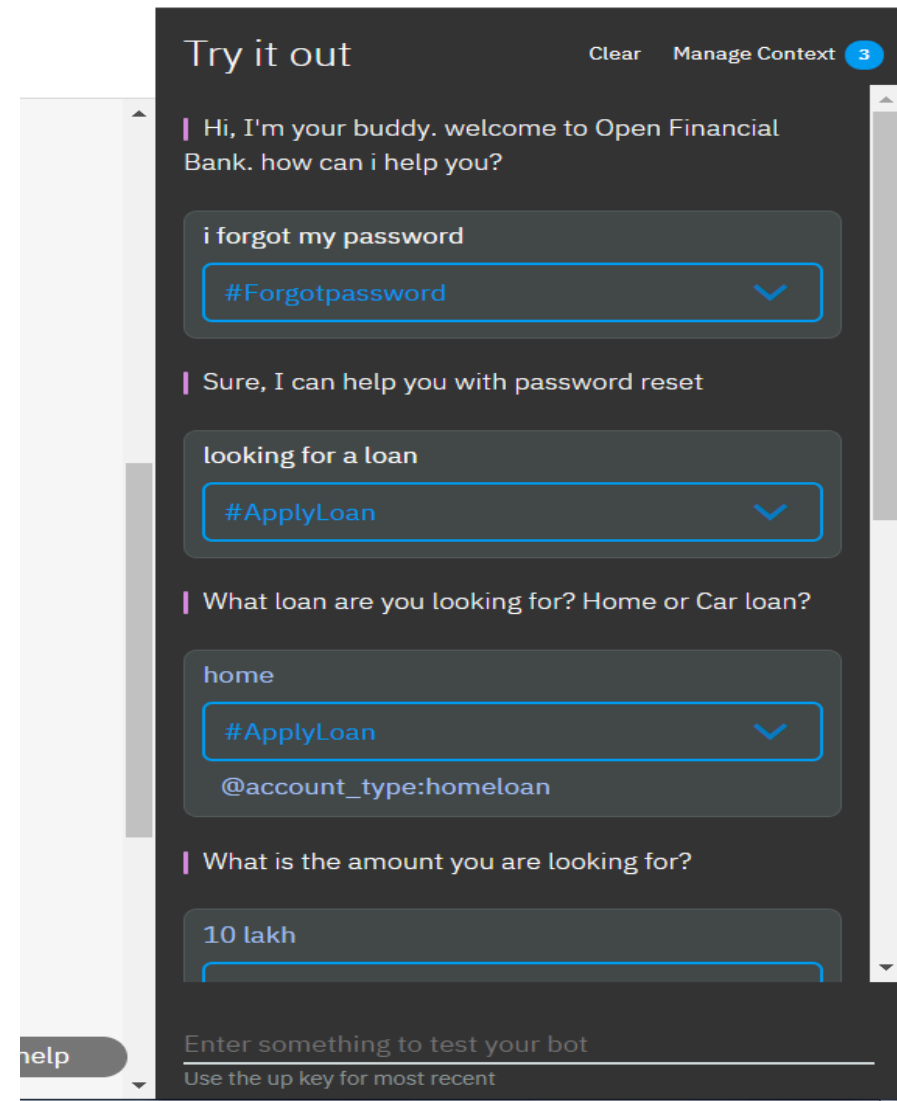 Try it out Clear Manage Context 3
Hi, I'm your buddy. welcome to Open Financial
Bank. how can i help you?
i forgot my password
#Forgotpassword
Sure, I can help you with password reset
looking for a loan
#ApplyLoan
What loan are you looking for? Home or Car loan?
home
#ApplyLoan
@account_type:homeloan
What is the amount you are looking for?
10 lakh
Enter something to test your bot
Use the up key for most recent
help